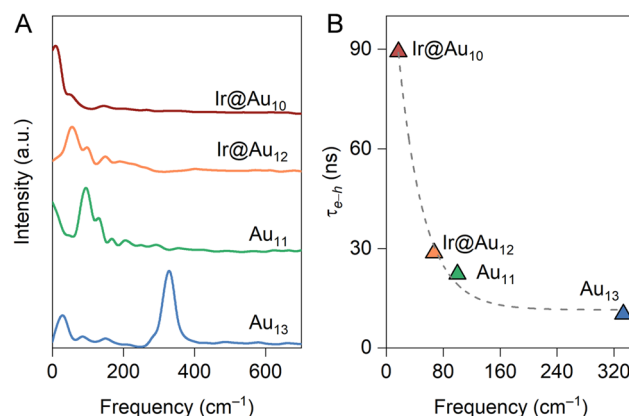 A
Intensity (a.u.)
Ir@Au₁₀
Ir@Au₁₂
Au₁₁
Au₁₃
0 200 400 600
Frequency (cm⁻¹)
B
τₑ₋ₕ (ns)
90
60
30
0
Ir@Au₁₀
Ir@Au₁₂
Au₁₁
Au₁₃
0 80 160 240 320
Frequency (cm⁻¹)